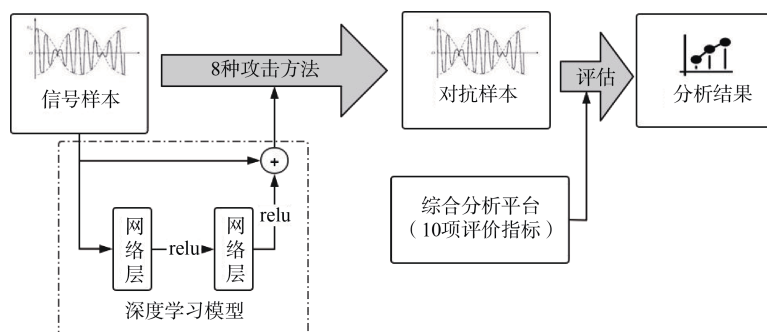 信号样本
8种攻击方法
对抗样本
评估
分析结果
+
relu
网络层
relu
网络层
深度学习模型
综合分析平台
(10项评价指标)